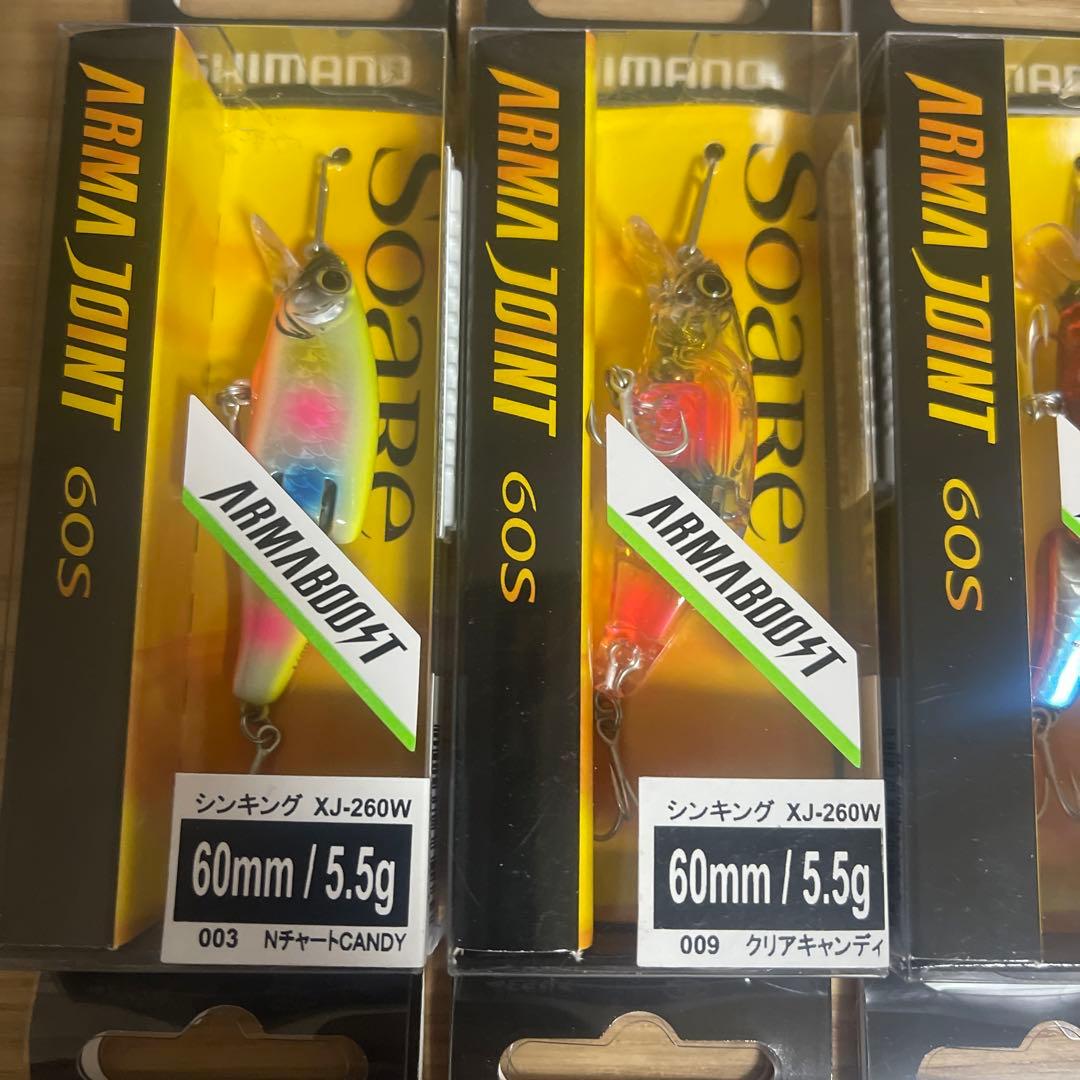 SHIMANO
ARMA JOINT 60S
Soare
ARMABOOST
シンキング XJ-260W
60mm / 5.5g
003 NチャートCANDY
SHIMANO
ARMA JOINT 60S
Soare
ARMABOOST
シンキング XJ-260W
60mm / 5.5g
009 クリアキャンディ
ARMA JOINT 60S